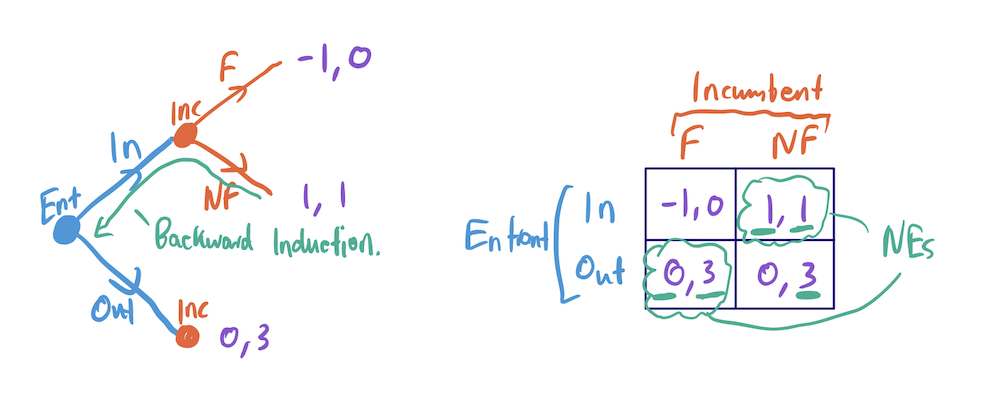 F
-1, 0
Inc
In
Ent
NF
1, 1
Backward Induction.
Out
Inc
0, 3
Incumbent
F NF
Entrant
In -1, 0 1, 1
Out 0, 3 0, 3
NEs